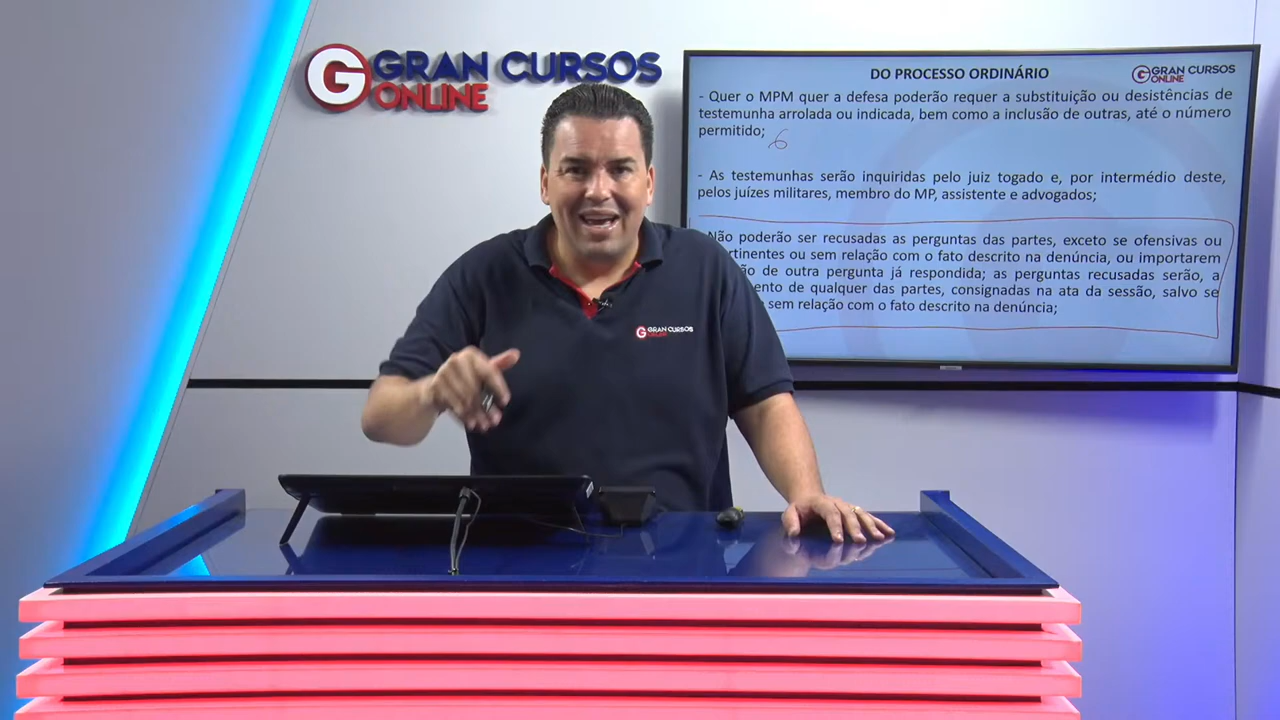 GRAN CURSOS
ONLINE
DO PROCESSO ORDINÁRIO
GRAN CURSOS
ONLINE
- Quer o MPM quer a defesa poderão requer a substituição ou desistências de
testemunha arrolada ou indicada, bem como a inclusão de outras, até o número
permitido;
6
- As testemunhas serão inquiridas pelo juiz togado e, por intermédio deste,
pelos juízes militares, membro do MP, assistente e advogados;
Não poderão ser recusadas as perguntas das partes, exceto se ofensivas ou
rtinentes ou sem relação com o fato descrito na denúncia, ou importarem
ão de outra pergunta já respondida; as perguntas recusadas serão, a
ento de qualquer das partes, consignadas na ata da sessão, salvo se
sem relação com o fato descrito na denúncia;
GRAN CURSOS
ONLINE